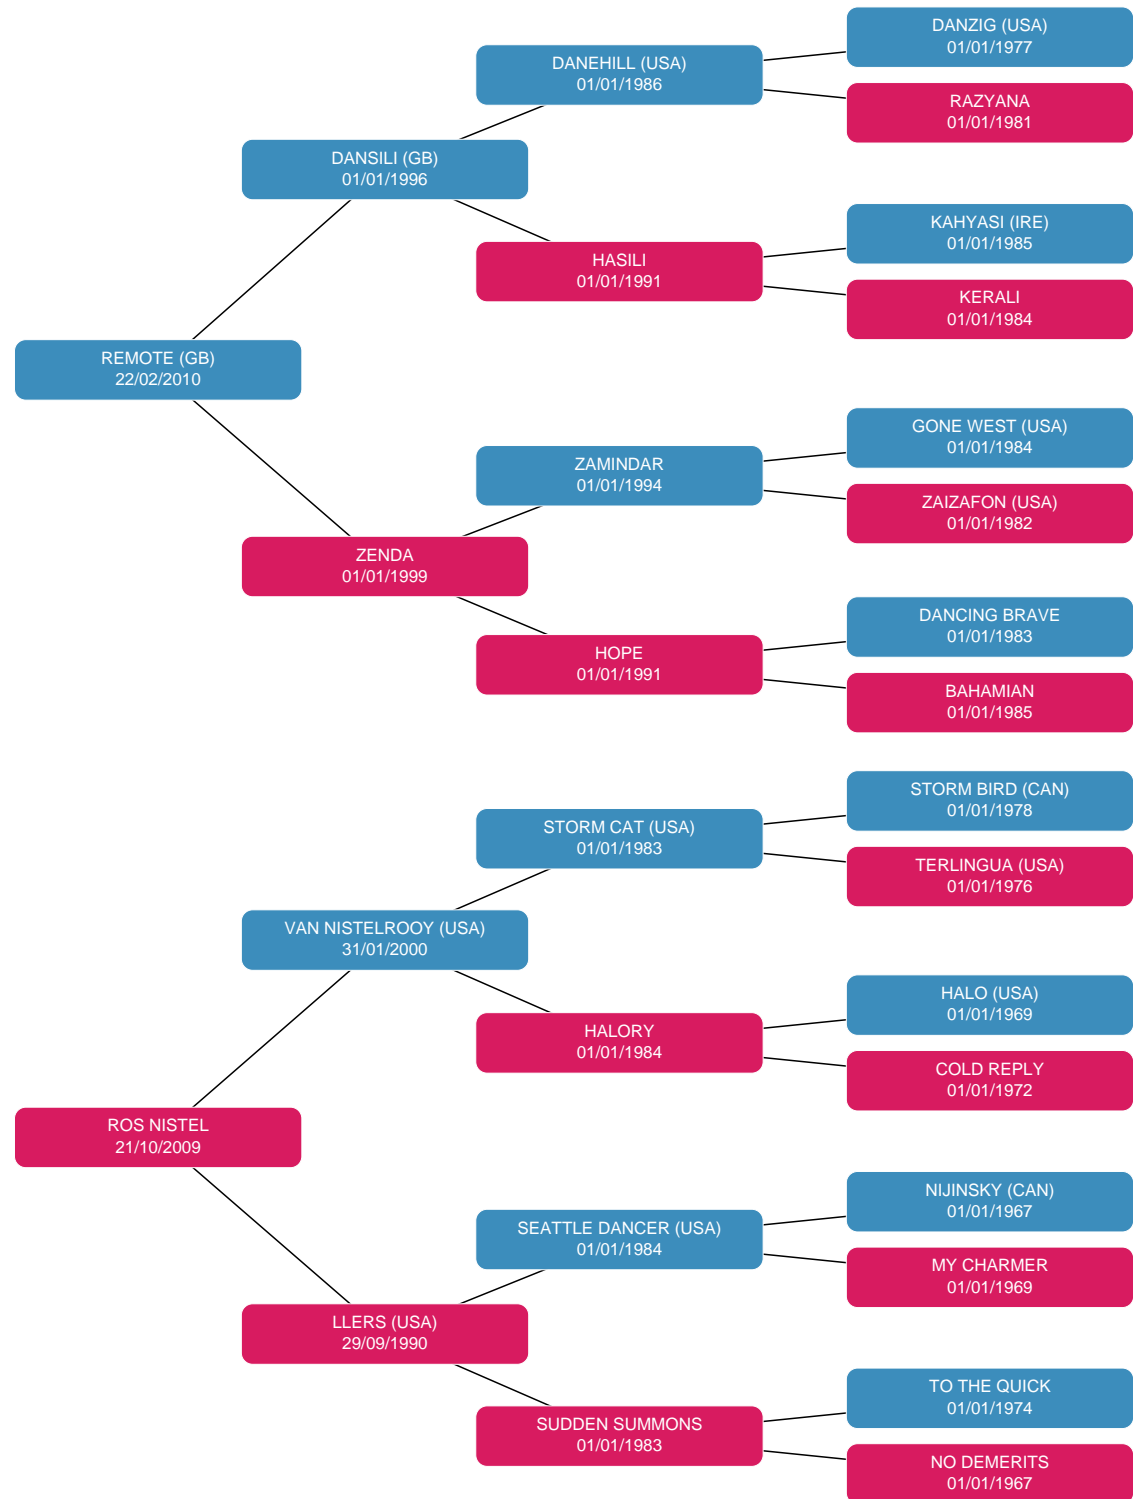 DANZIG (USA)
01/01/1977
DANEHILL (USA)
01/01/1986
RAZYANA
01/01/1981
DANSILI (GB)
01/01/1996
KAHYASI (IRE)
01/01/1985
HASILI
01/01/1991
KERALI
01/01/1984
REMOTE (GB)
22/02/2010
GONE WEST (USA)
01/01/1984
ZAMINDAR
01/01/1994
ZAIZAFON (USA)
01/01/1982
ZENDA
01/01/1999
DANCING BRAVE
01/01/1983
HOPE
01/01/1991
BAHAMIAN
01/01/1985
STORM BIRD (CAN)
01/01/1978
STORM CAT (USA)
01/01/1983
TERLINGUA (USA)
01/01/1976
VAN NISTELROOY (USA)
31/01/2000
HALO (USA)
01/01/1969
HALORY
01/01/1984
COLD REPLY
01/01/1972
ROS NISTEL
21/10/2009
NIJINSKY (CAN)
01/01/1967
SEATTLE DANCER (USA)
01/01/1984
MY CHARMER
01/01/1969
LLERS (USA)
29/09/1990
TO THE QUICK
01/01/1974
SUDDEN SUMMONS
01/01/1983
NO DEMERITS
01/01/1967